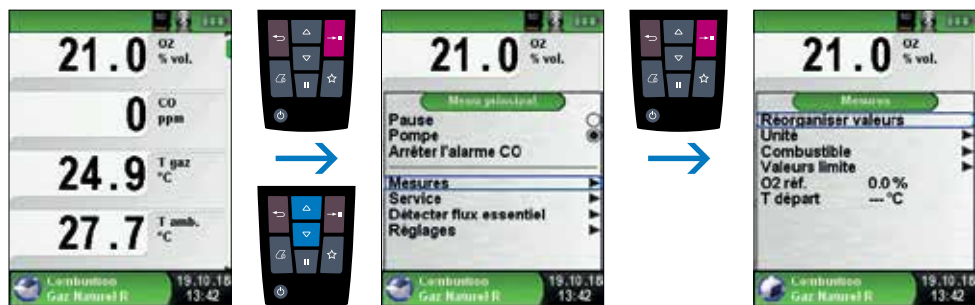 21.0 O2 % vol.
0 CO ppm
24.9 T gaz °C
27.7 T amb. °C
Combustion
Gaz Naturel R
19.10.15
13:42
21.0 O2 % vol.
Menu principal
Pause
Pompe
Arrêter l'alarme CO
Mesures
Service
Détecter flux essentiel
Réglages
Combustion
Gaz Naturel R
19.10.15
13:42
21.0 O2 % vol.
Mesures
Réorganiser valeurs
Unité
Combustible
Valeurs limite
O2 réf. 0.0 %
T départ --- °C
Combustion
Gaz Naturel R
19.10.15
13:42